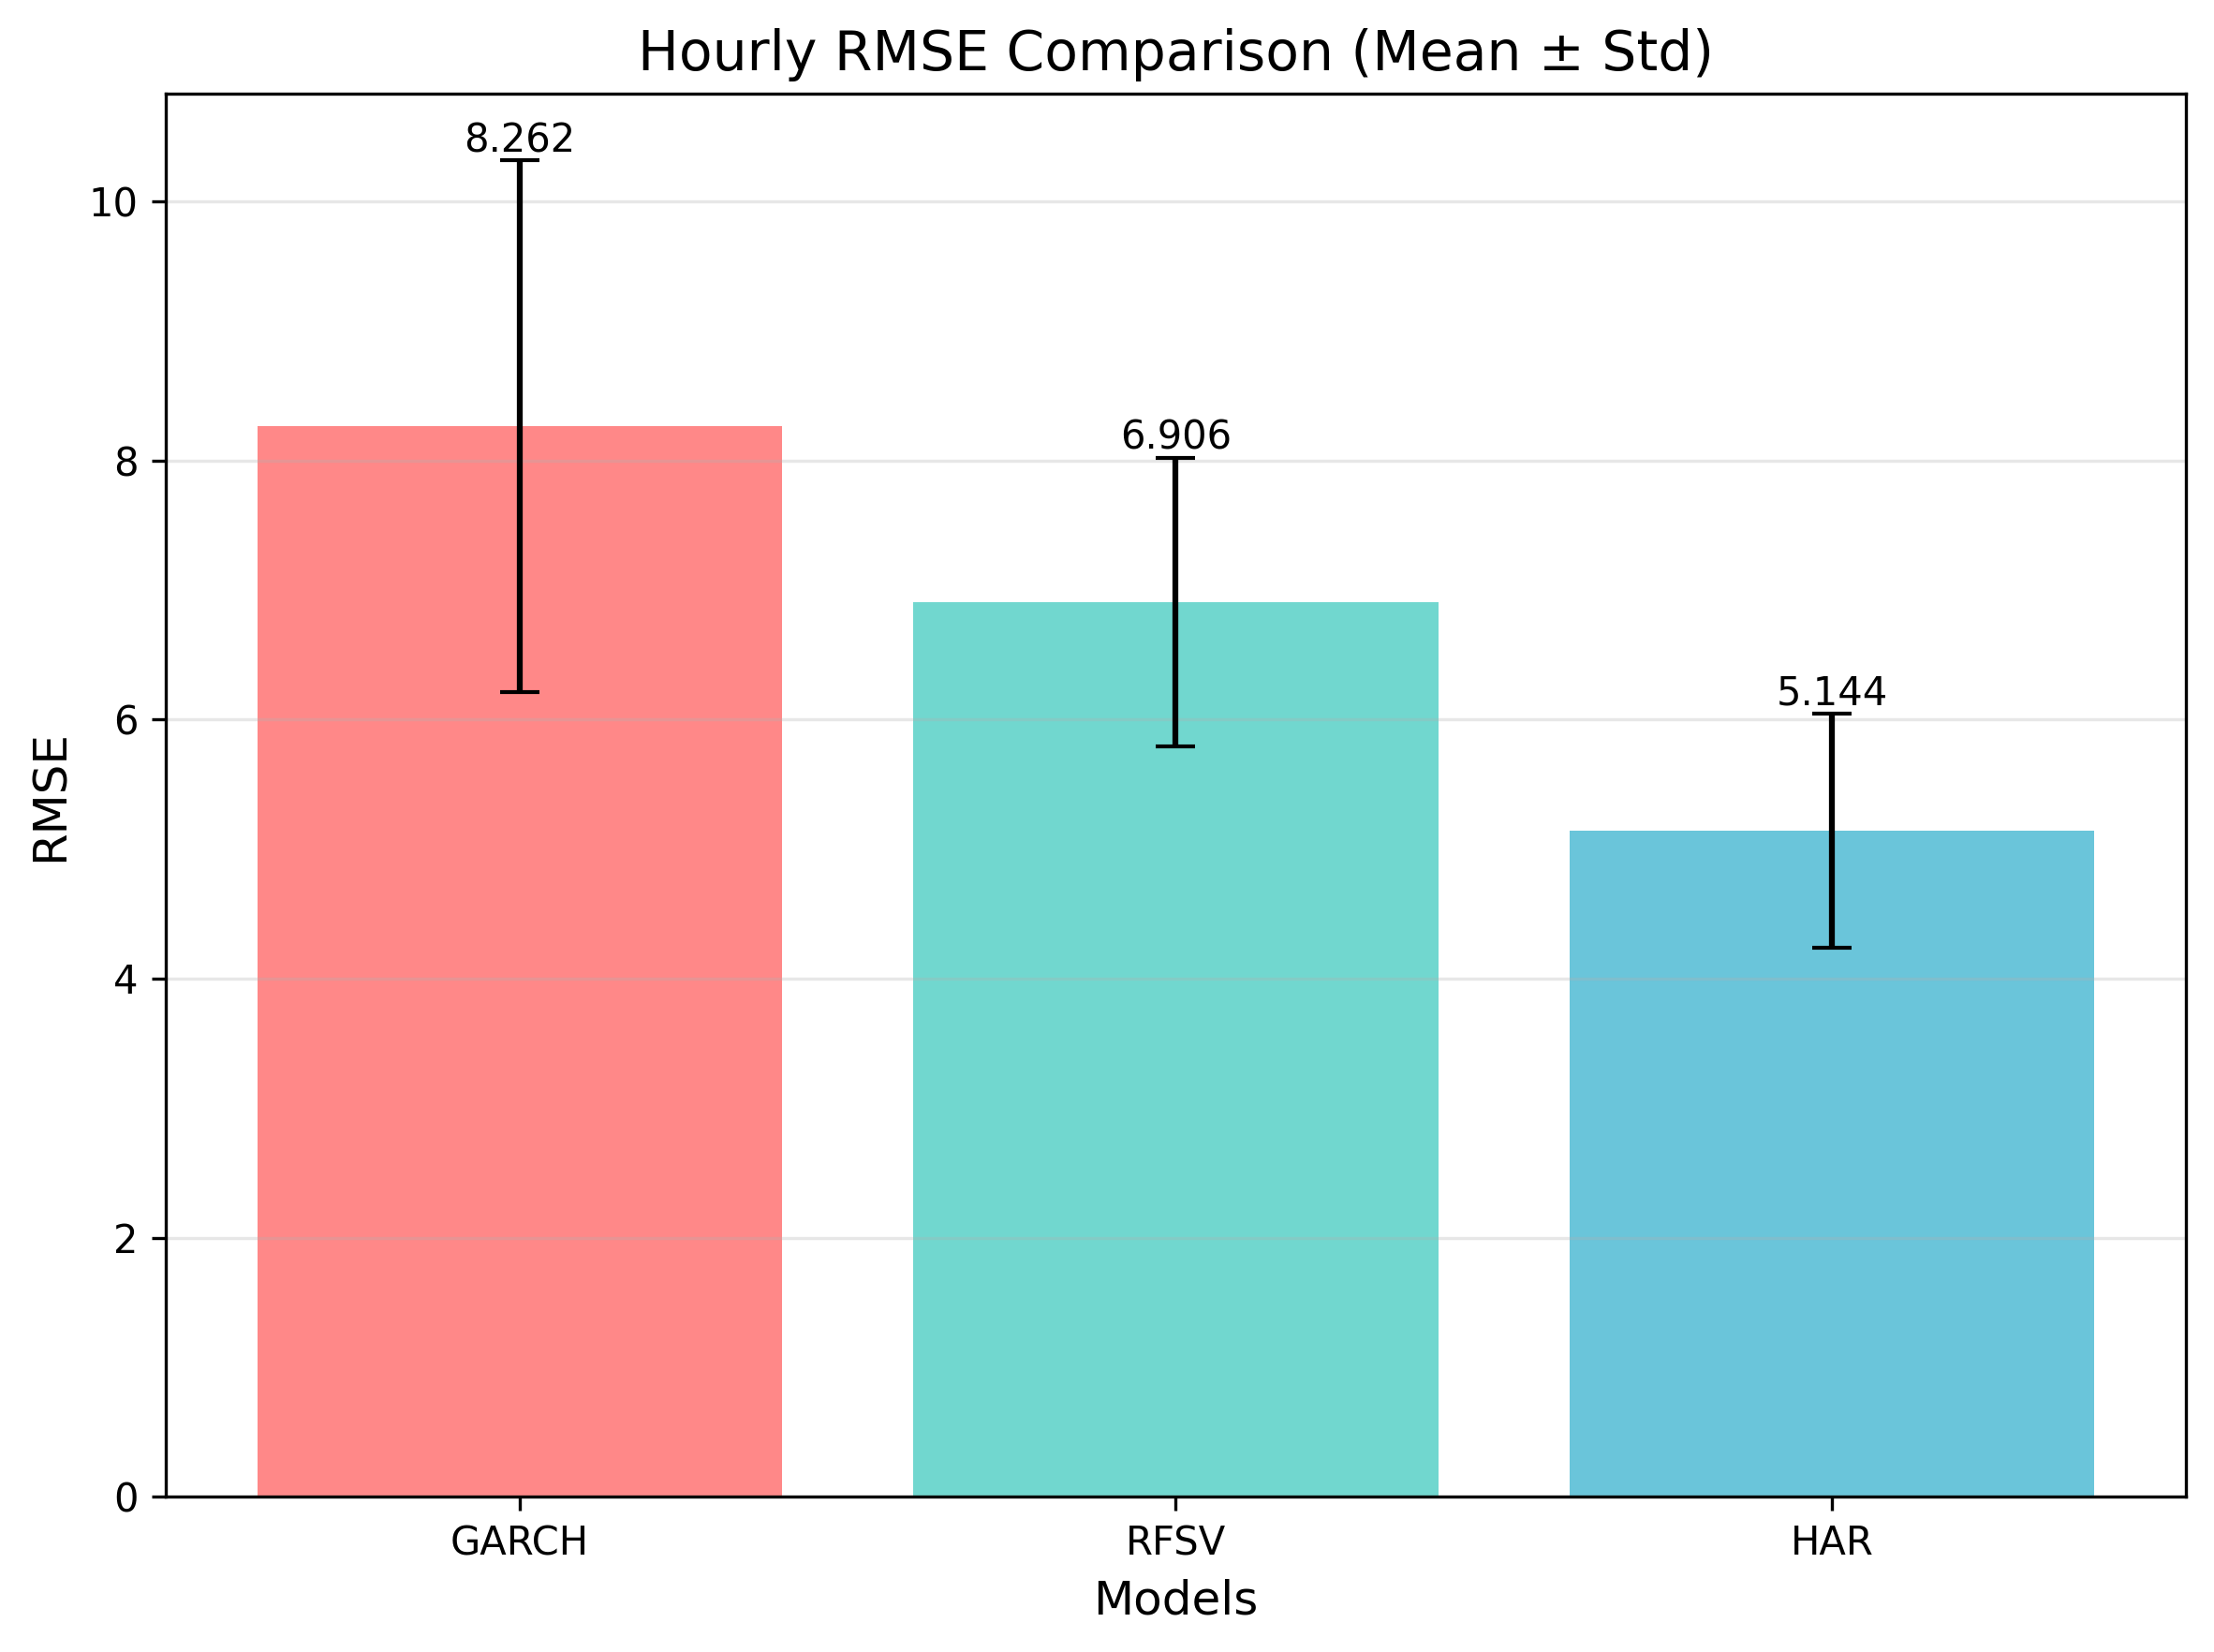 Hourly RMSE Comparison (Mean ± Std)
8.262
6.906
5.144
10
8
6
4
2
0
RMSE
GARCH
RFSV
HAR
Models